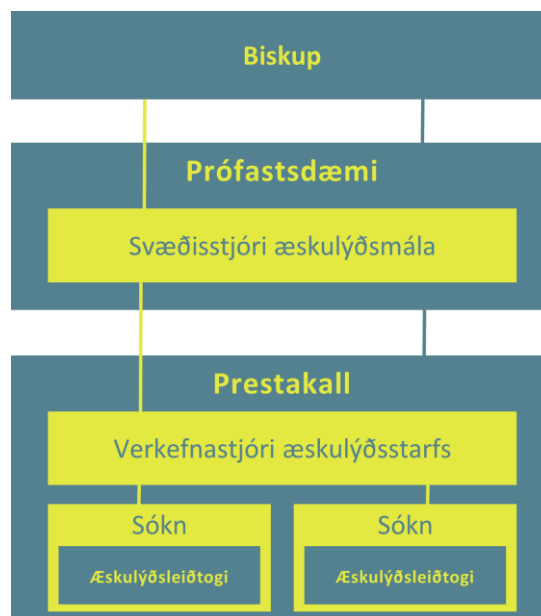 Biskup
Prófastsdæmi
Svæðisstjóri æskulýðsmála
Prestakall
Verkefnastjóri æskulýðsstarfs
Sókn
Æskulýðsleiðtogi
Sókn
Æskulýðsleiðtogi